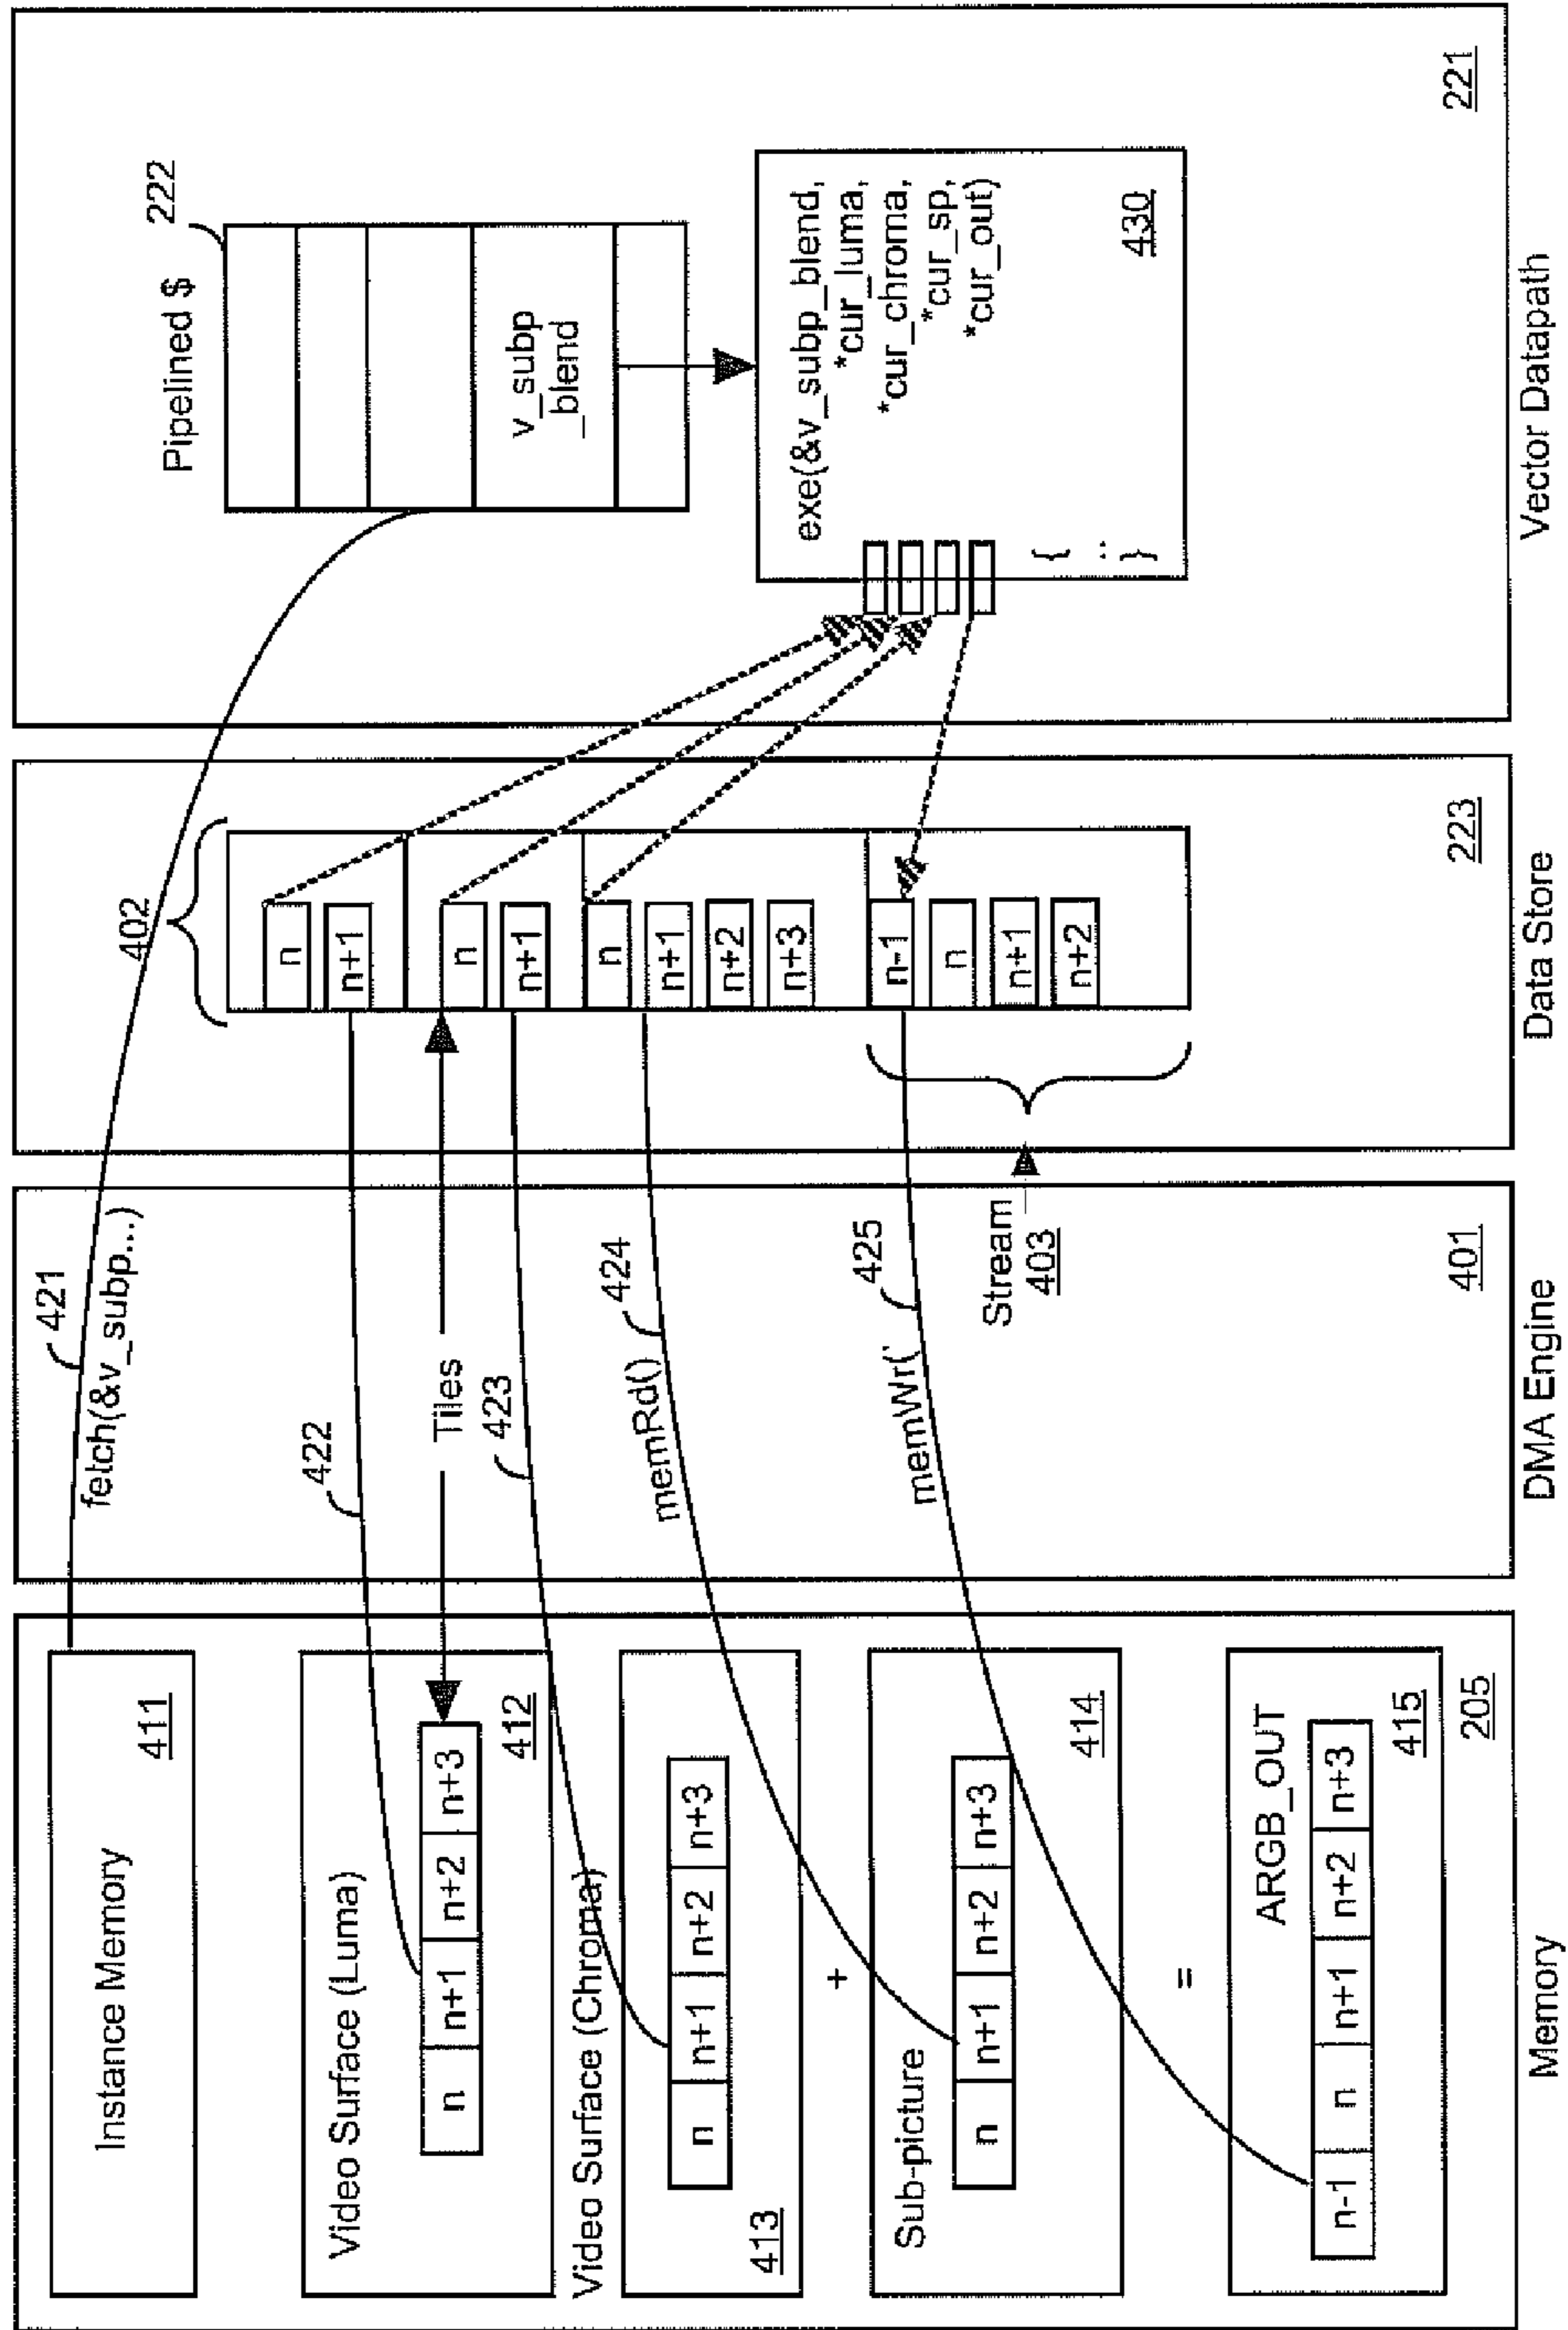 Instance Memory
411
Video Surface (Luma)
n n+1 n+2 n+3
412
Video Surface (Chroma)
n n+1 n+2 n+3
413
+
Sub-picture
n n+1 n+2 n+3
414
=
ARGB_OUT
n-1 n n+1 n+2 n+3
415
205
Memory
421
fetch(&v_subp...)
422
Tiles
423
memRd()
424
memWr(
425
Stream
403
401
DMA Engine
402
n
n+1
n
n+1
n
n+1
n+2
n+3
n-1
n
n+1
n+2
223
Data Store
Pipelined $
222
v_subp
_blend
exe(&v_subp_blend,
*cur_luma,
*cur_chroma,
*cur_sp,
*cur_out)
{
..
}
430
221
Vector Datapath